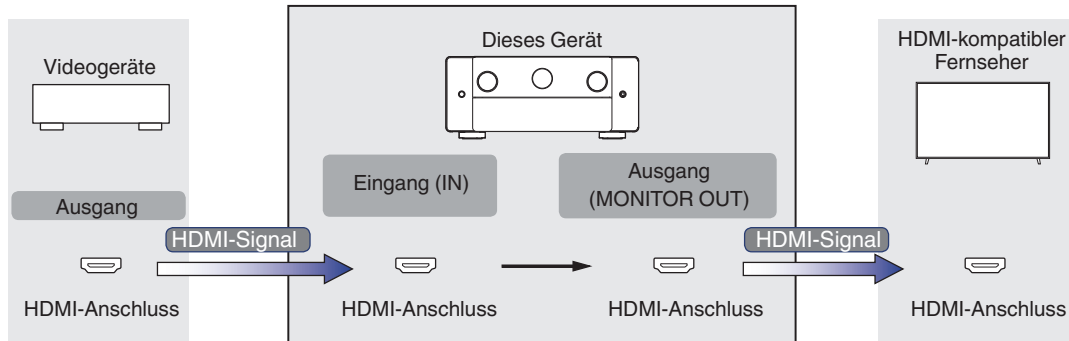 Videogeräte
Ausgang
HDMI-Signal
HDMI-Anschluss
Dieses Gerät
Eingang (IN)
HDMI-Anschluss
Ausgang
(MONITOR OUT)
HDMI-Anschluss
HDMI-Signal
HDMI-kompatibler
Fernseher
HDMI-Anschluss